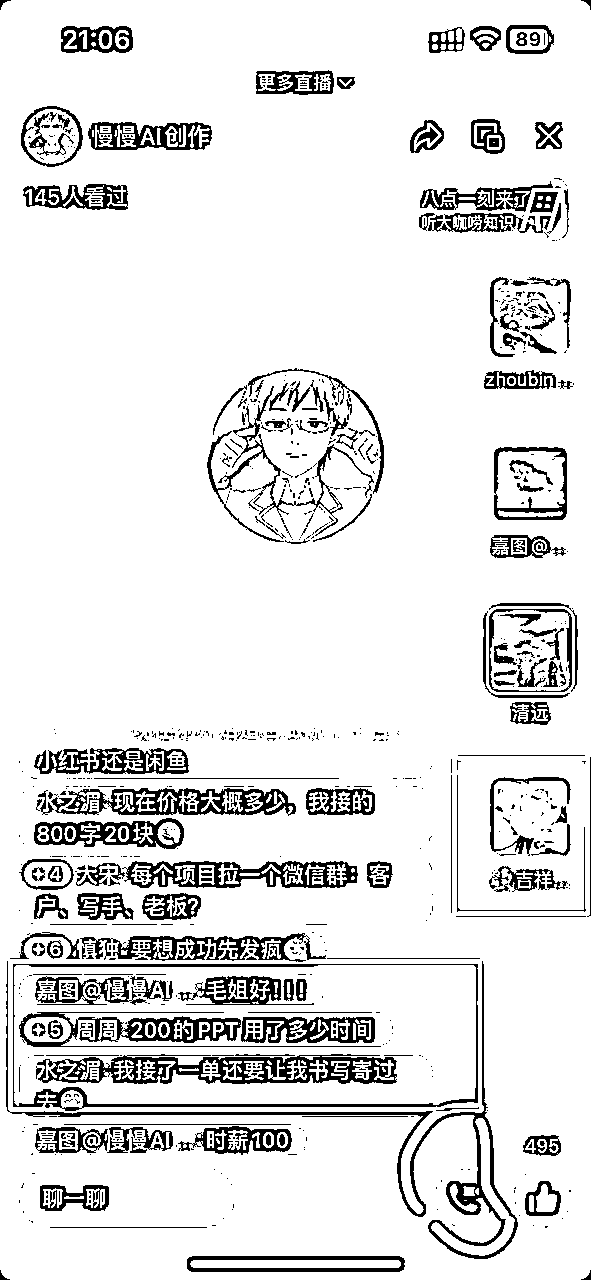 21:06
89
更多直播
慢慢AI创作
145人看过
八点一刻来了
听大咖唠知识
zhoubin...
嘉图@...
清远
吉祥...
小红书还是闲鱼
水之湄 现在价格大概多少，我接的
800字20块
4 大宋 每个项目拉一个微信群：客
户、写手、老板？
6 慎独 要想成功先发疯
嘉图@慢慢AI ... 毛姐好！！！
5 周周 200的PPT 用了多少时间
水之湄 我接了一单还要让我书写寄过
去
嘉图@慢慢AI ... 时薪100
495
聊一聊